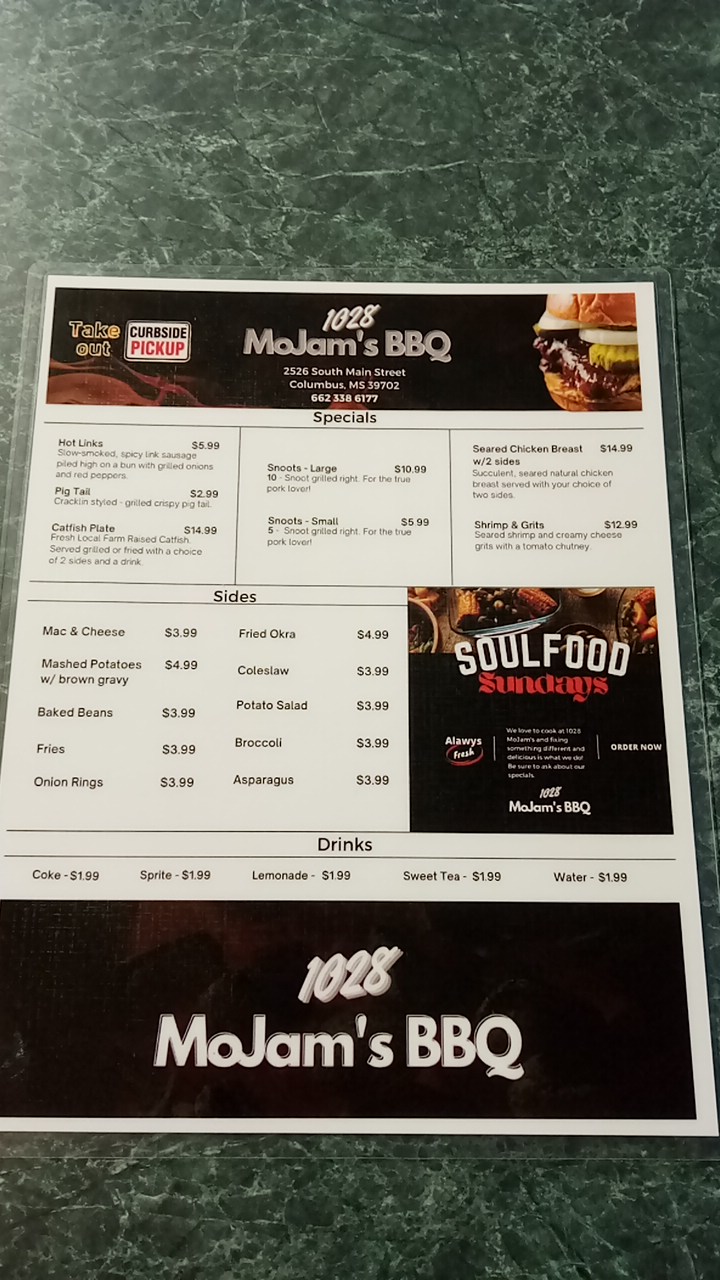 Take out
CURBSIDE
PICKUP
1028
MoJam's BBQ
2526 South Main Street
Columbus, MS 39702
662 338 6177
Specials
Hot Links $5.99
Slow-smoked, spicy link sausage
piled high on a bun with grilled onions
and red peppers.
Pig Tail $2.99
Cracklin styled - grilled crispy pig tail.
Catfish Plate $14.99
Fresh Local Farm Raised Catfish.
Served grilled or fried with a choice
of 2 sides and a drink.
Snoots - Large $10.99
10 - Snoot grilled right. For the true
pork lover!
Snoots - Small $5 99
5 - Snoot grilled right. For the true
pork lover!
Seared Chicken Breast $14.99
w/2 sides
Succulent, seared natural chicken
breast served with your choice of
two sides.
Shrimp & Grits $12.99
Seared shrimp and creamy cheese
grits with a tomato chutney.
Sides
Mac & Cheese $3.99
Mashed Potatoes $4.99
w/ brown gravy
Baked Beans $3.99
Fries $3.99
Onion Rings $3.99
Fried Okra $4.99
Coleslaw $3.99
Potato Salad $3.99
Broccoli $3.99
Asparagus $3.99
SOULFOOD
Sundays
Alawys
Fresh
We love to cook at 1028
MoJam's and fixing
something different and
delicious is what we do!
Be sure to ask about our
specials.
ORDER NOW
1028
MoJam's BBQ
Drinks
Coke - $1.99 Sprite - $1.99 Lemonade - $1.99 Sweet Tea - $1.99 Water - $1.99
1028
MoJam's BBQ